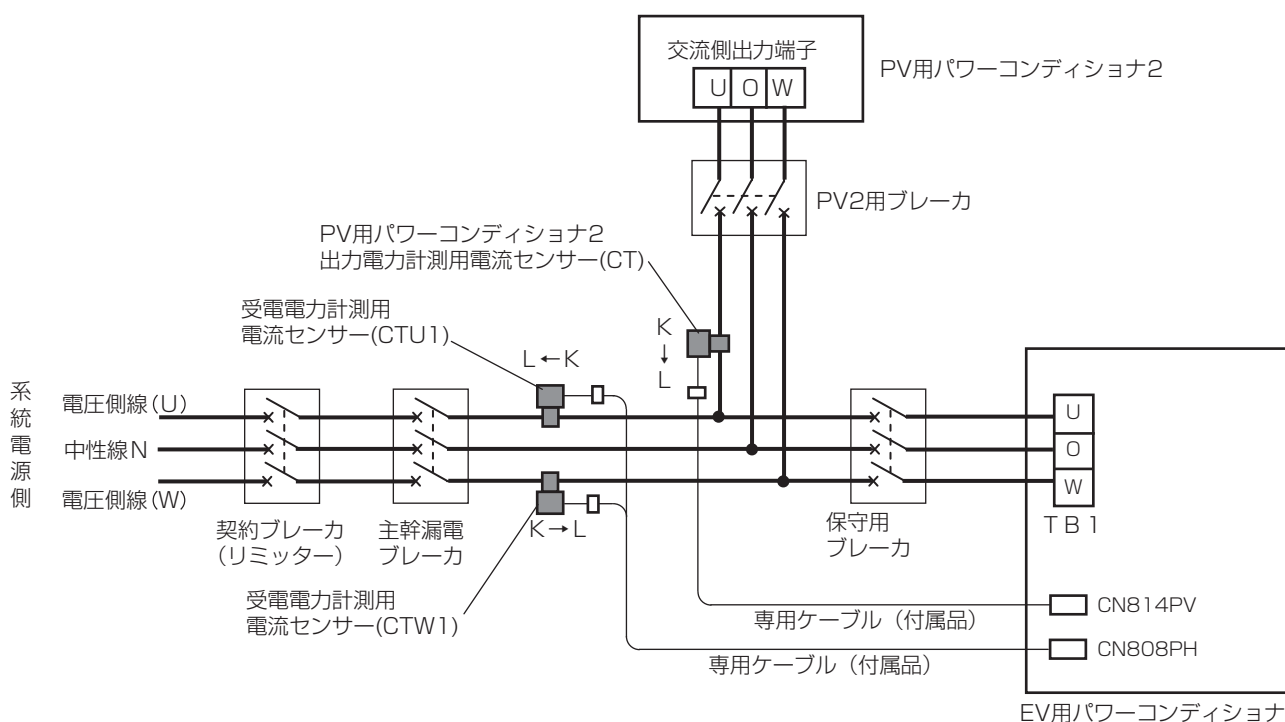 交流側出力端子
U O W
PV用パワーコンディショナ2
PV2用ブレーカ
PV用パワーコンディショナ2
出力電力計測用電流センサー(CT)
受電電力計測用
電流センサー(CTU1)
K
↓
L
L←K
系統電源側
電圧側線(U)
中性線N
電圧側線(W)
U
O
W
TB1
契約ブレーカ
(リミッター)
主幹漏電
ブレーカ
K→L
保守用
ブレーカ
受電電力計測用
電流センサー(CTW1)
専用ケーブル(付属品)
CN814PV
専用ケーブル(付属品)
CN808PH
EV用パワーコンディショナ